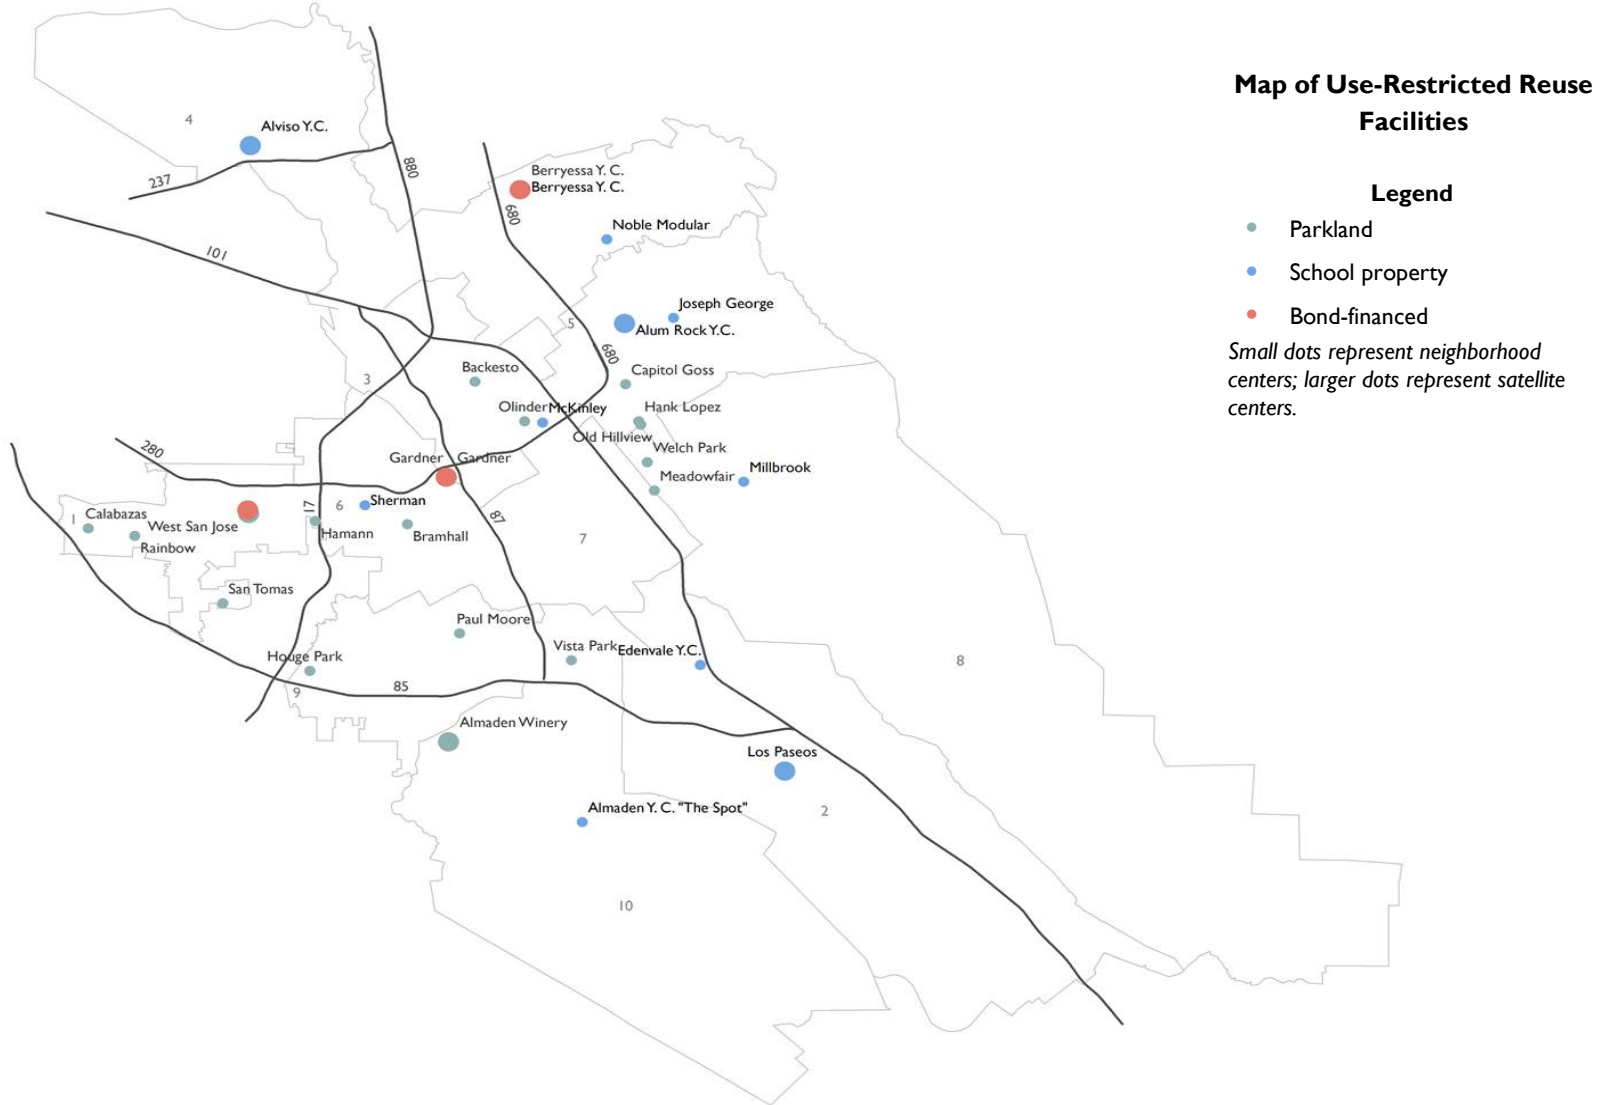 Map of Use-Restricted Reuse
Facilities
Legend
Parkland
School property
Bond-financed
Small dots represent neighborhood
centers; larger dots represent satellite
centers.
4
Alviso Y.C.
237
880
Berryessa Y. C.
Berryessa Y. C.
680
Noble Modular
101
Joseph George
5
Alum Rock Y.C.
680
3
Backesto
Capitol Goss
Olinder
McKinley
Hank Lopez
Old Hillview
280
Gardner
Gardner
Welch Park
Meadowfair
Millbrook
Sherman
17
6
1
Calabazas
West San Jose
Rainbow
Hamann
Bramhall
87
7
San Tomas
Paul Moore
Vista Park
Edenvale Y.C.
Houge Park
8
9
85
Almaden Winery
Los Paseos
Almaden Y. C. "The Spot"
2
10